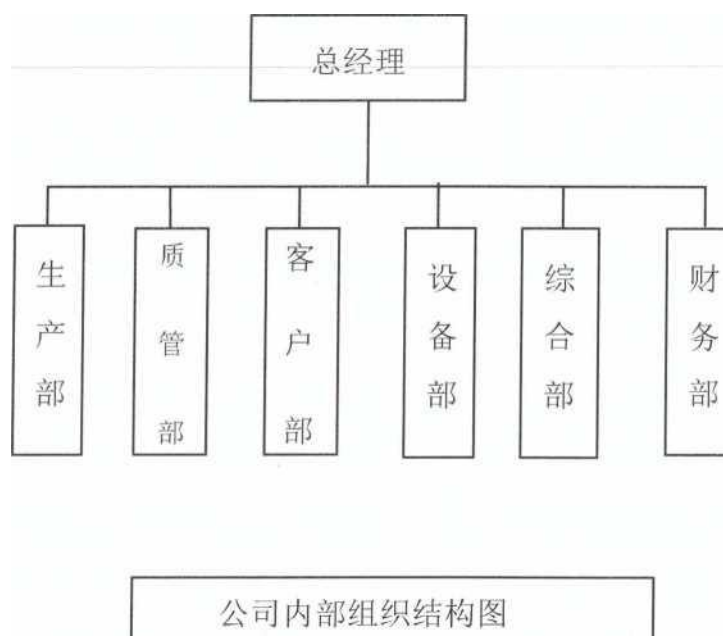 总经理
生产部
质管部
客户部
设备部
综合部
财务部
公司内部组织结构图